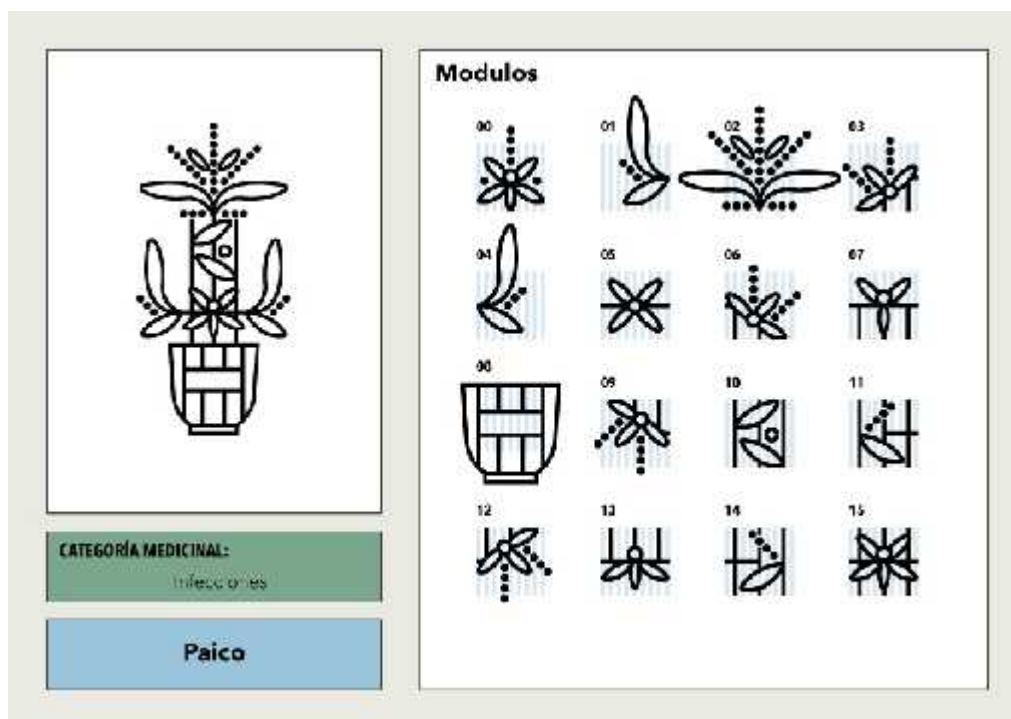 Modulos
00 01 02 03
04 05 06 07
08 09 10 11
12 13 14 15
CATEGORÍA MEDICINAL:
Infecciones
Paico